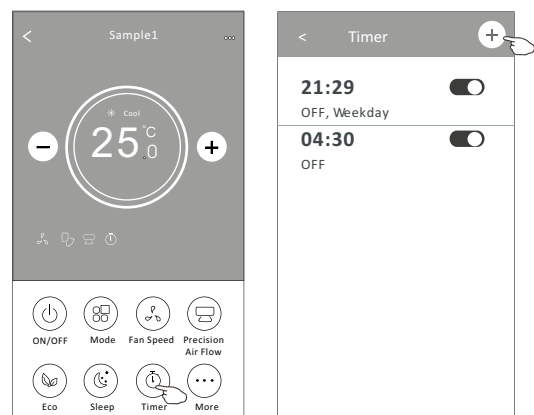 Sample1
Cool
25.0°C
ON/OFF
Mode
Fan Speed
Precision
Air Flow
Eco
Sleep
Timer
More
Timer
21:29
OFF, Weekday
04:30
OFF